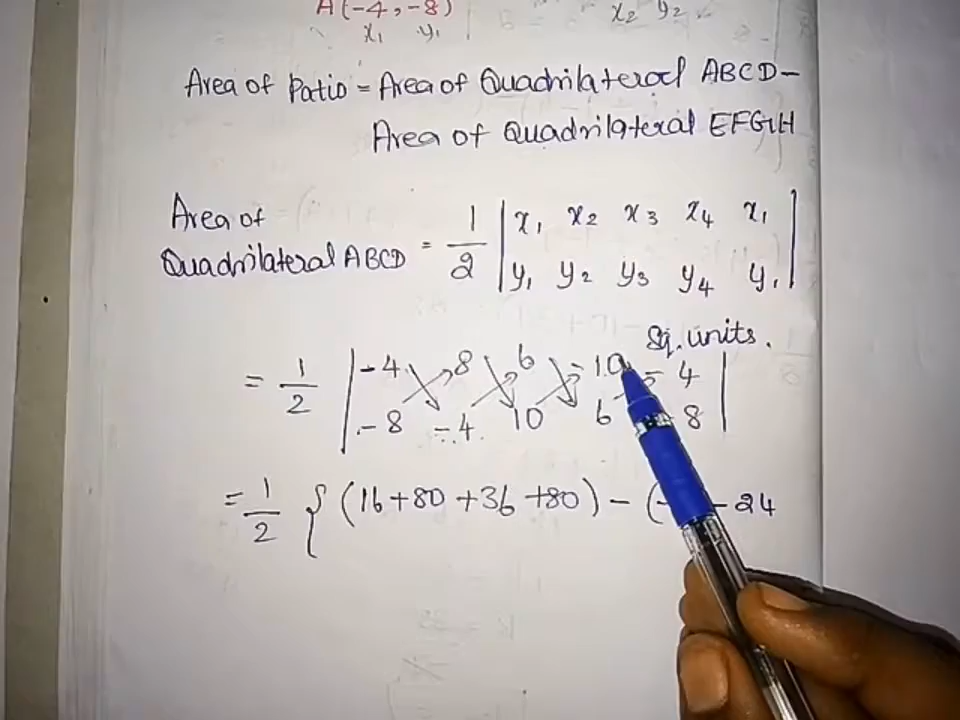 A(-4,-8)
x₁ y₁
x₂ y₂
Area of Patio = Area of Quadrilateral ABCD -
Area of Quadrilateral EFGH
Area of
Quadrilateral ABCD = 1/2 | x₁ x₂ x₃ x₄ x₁
y₁ y₂ y₃ y₄ y₁ |
Sq. units.
= 1/2 | -4 8 6 -10 -4 |
-8 -4 10 6 -8
= 1/2 { (16+80+36+80) - ( -24